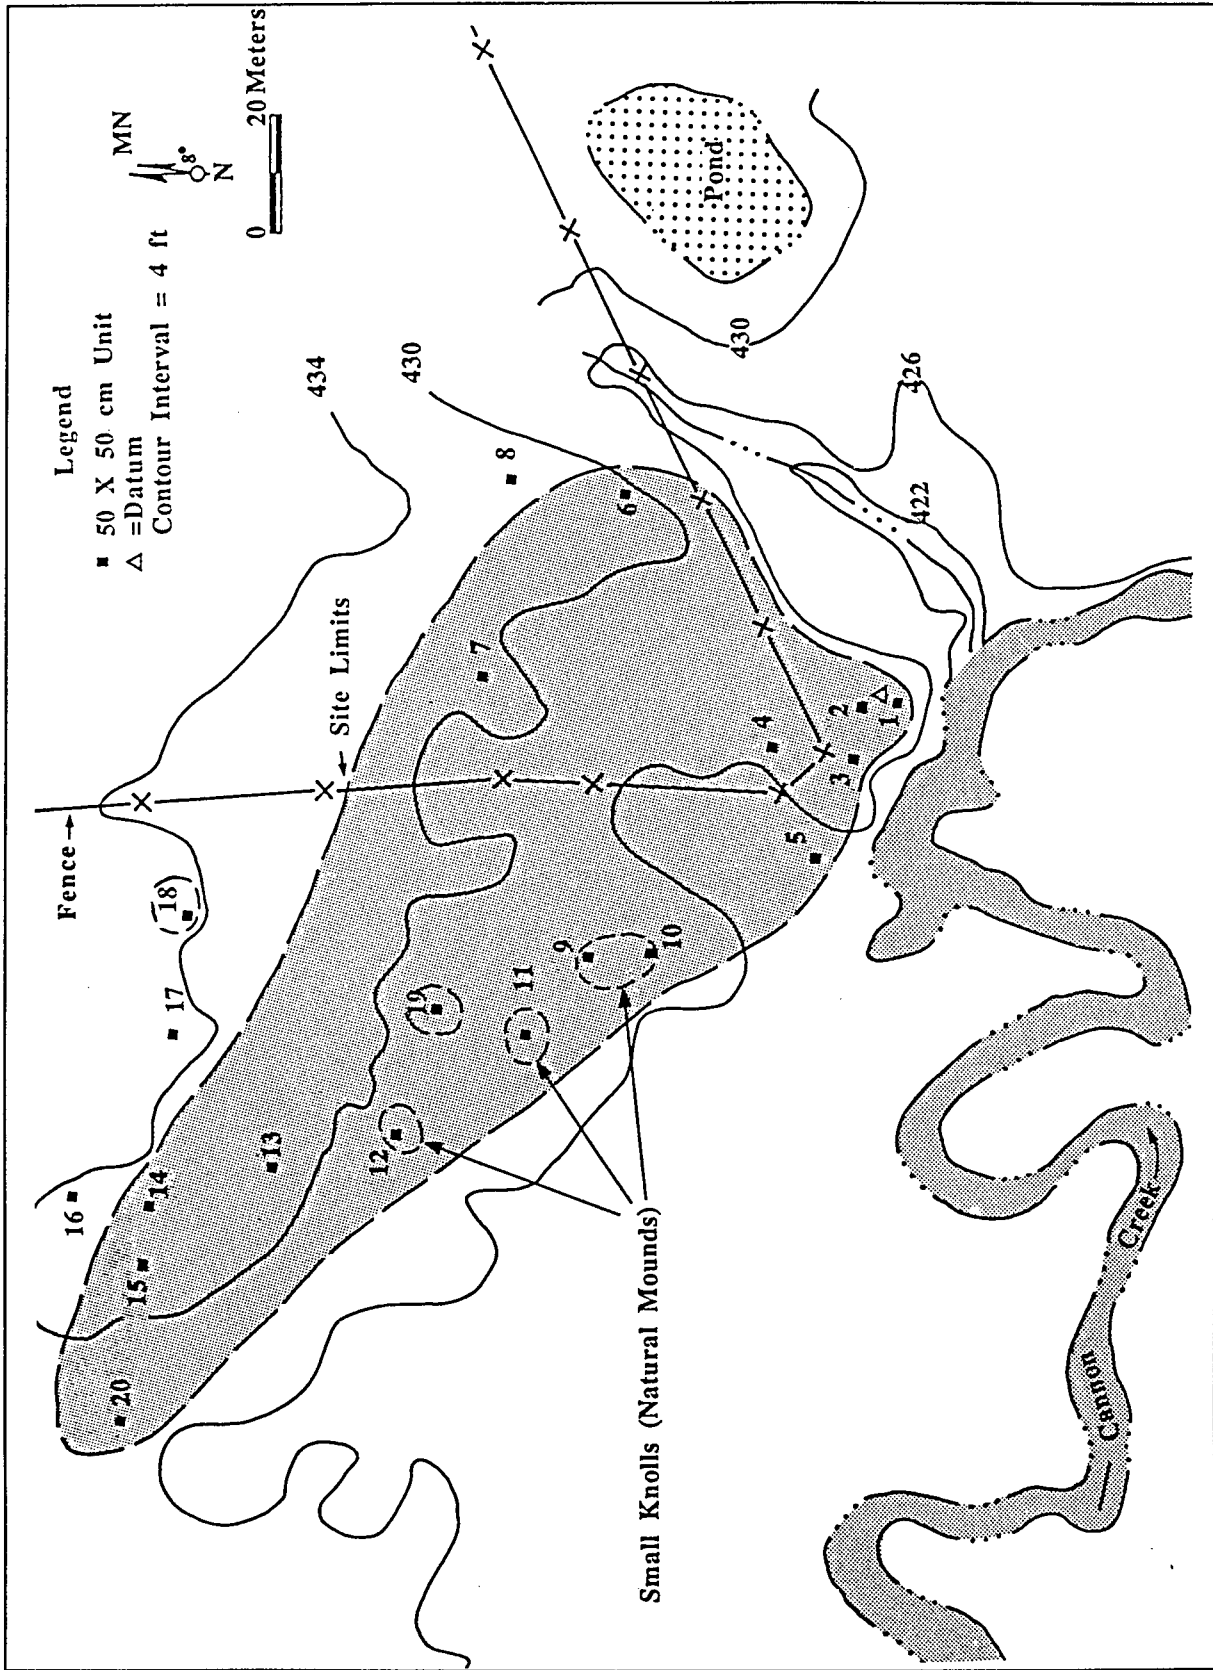 Legend
■ 50 X 50 cm Unit
△ =Datum
Contour Interval = 4 ft
MN
8°
N
0 20 Meters
Fence→
Site Limits
434
430
430
426
422
Pond
Small Knolls (Natural Mounds)
Cannon Creek
1
2
3
4
5
6
7
8
9
10
11
12
13
14
15
16
17
18
19
20